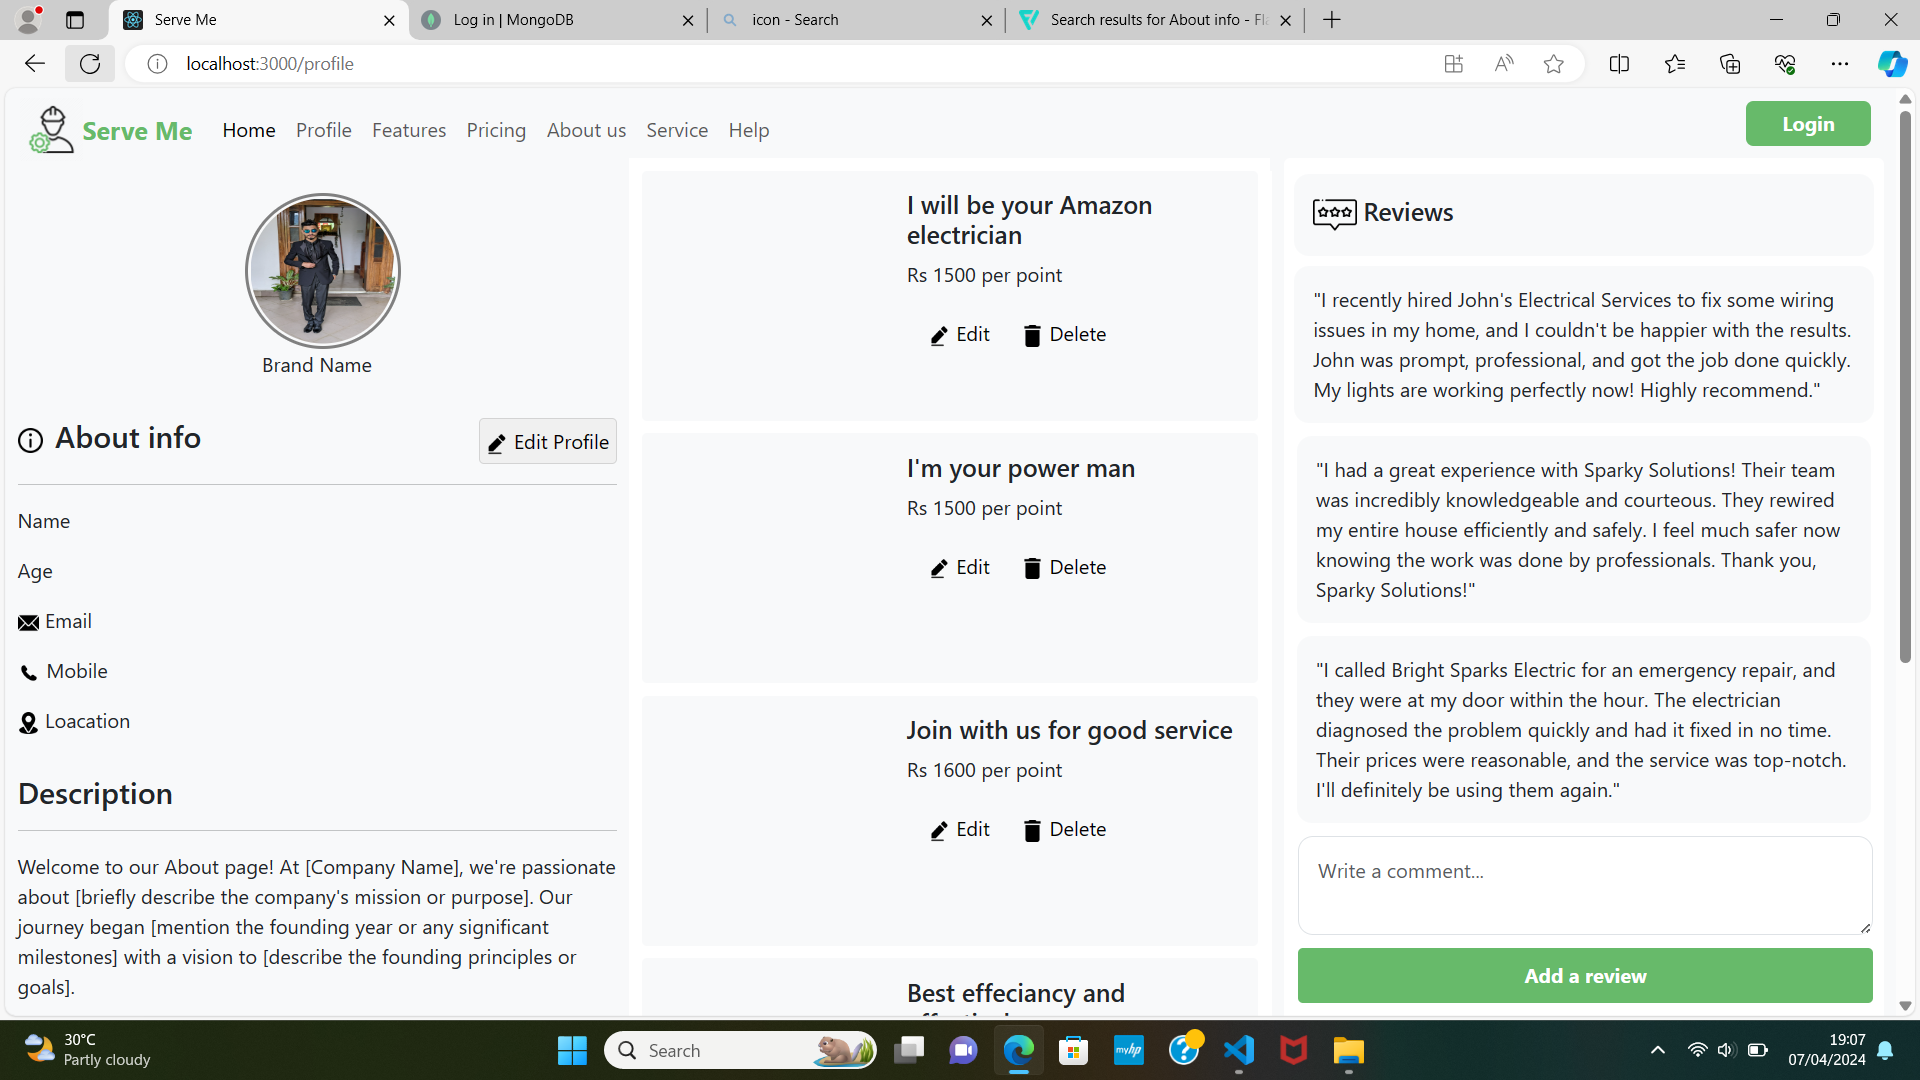 Serve Me
Log in | MongoDB
icon - Search
Search results for About info - Fla
localhost:3000/profile
Serve Me
Home
Profile
Features
Pricing
About us
Service
Help
Login
Brand Name
About info
Edit Profile
Name
Age
Email
Mobile
Loacation
Description
Welcome to our About page! At [Company Name], we're passionate
about [briefly describe the company's mission or purpose]. Our
journey began [mention the founding year or any significant
milestones] with a vision to [describe the founding principles or
goals].
I will be your Amazon
electrician
Rs 1500 per point
Edit
Delete
I'm your power man
Rs 1500 per point
Edit
Delete
Join with us for good service
Rs 1600 per point
Edit
Delete
Best effeciancy and
Reviews
"I recently hired John's Electrical Services to fix some wiring
issues in my home, and I couldn't be happier with the results.
John was prompt, professional, and got the job done quickly.
My lights are working perfectly now! Highly recommend."
"I had a great experience with Sparky Solutions! Their team
was incredibly knowledgeable and courteous. They rewired
my entire house efficiently and safely. I feel much safer now
knowing the work was done by professionals. Thank you,
Sparky Solutions!"
"I called Bright Sparks Electric for an emergency repair, and
they were at my door within the hour. The electrician
diagnosed the problem quickly and had it fixed in no time.
Their prices were reasonable, and the service was top-notch.
I'll definitely be using them again."
Write a comment...
Add a review
30°C
Partly cloudy
Search
myhp
19:07
07/04/2024